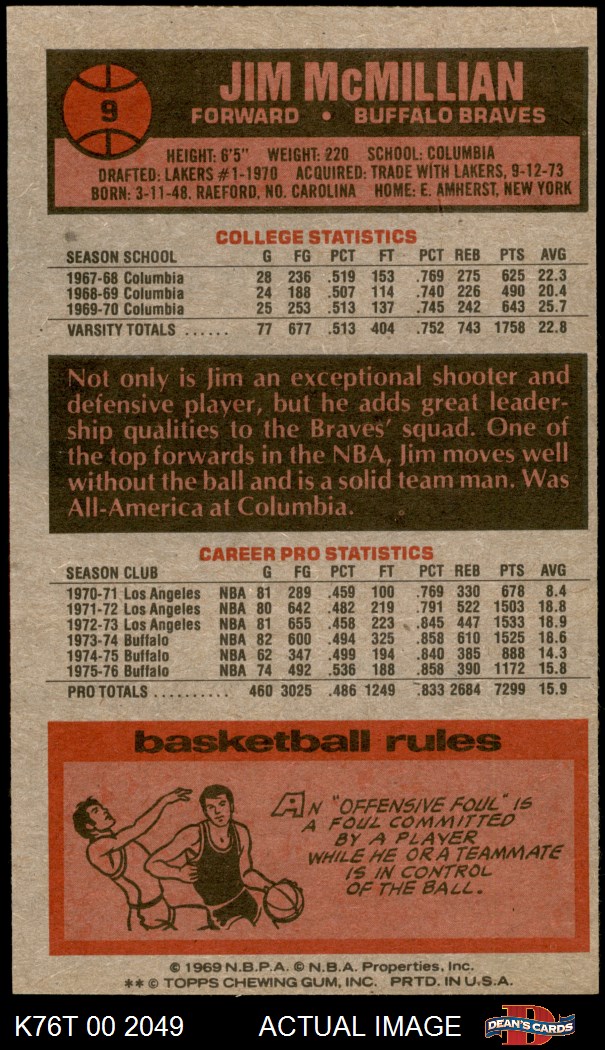 9
JIM McMILLIAN
FORWARD • BUFFALO BRAVES
HEIGHT: 6'5" WEIGHT: 220 SCHOOL: COLUMBIA
DRAFTED: LAKERS #1-1970 ACQUIRED: TRADE WITH LAKERS, 9-12-73
BORN: 3-11-48, RAEFORD, NO. CAROLINA HOME: E. AMHERST, NEW YORK
COLLEGE STATISTICS
SEASON SCHOOL G FG PCT FT PCT REB PTS AVG
1967-68 Columbia 28 236 .519 153 .769 275 625 22.3
1968-69 Columbia 24 188 .507 114 .740 226 490 20.4
1969-70 Columbia 25 253 .513 137 .745 242 643 25.7
VARSITY TOTALS ...... 77 677 .513 404 .752 743 1758 22.8
Not only is Jim an exceptional shooter and
defensive player, but he adds great leader-
ship qualities to the Braves' squad. One of
the top forwards in the NBA, Jim moves well
without the ball and is a solid team man. Was
All-America at Columbia.
CAREER PRO STATISTICS
SEASON CLUB G FG PCT FT PCT REB PTS AVG
1970-71 Los Angeles NBA 81 289 .459 100 .769 330 678 8.4
1971-72 Los Angeles NBA 80 642 .482 219 .791 522 1503 18.8
1972-73 Los Angeles NBA 81 655 .458 223 .845 447 1533 18.9
1973-74 Buffalo NBA 82 600 .494 325 .858 610 1525 18.6
1974-75 Buffalo NBA 62 347 .499 194 .840 385 888 14.3
1975-76 Buffalo NBA 74 492 .536 188 .858 390 1172 15.8
PRO TOTALS .......... 460 3025 .486 1249 .833 2684 7299 15.9
basketball rules
AN "OFFENSIVE FOUL" IS
A FOUL COMMITTED
BY A PLAYER
WHILE HE OR A TEAMMATE
IS IN CONTROL
OF THE BALL.
© 1969 N.B.P.A. © N.B.A. Properties, Inc.
** © TOPPS CHEWING GUM, INC. PRTD. IN U.S.A.
K76T 00 2049 ACTUAL IMAGE
D
DEAN'S CARDS